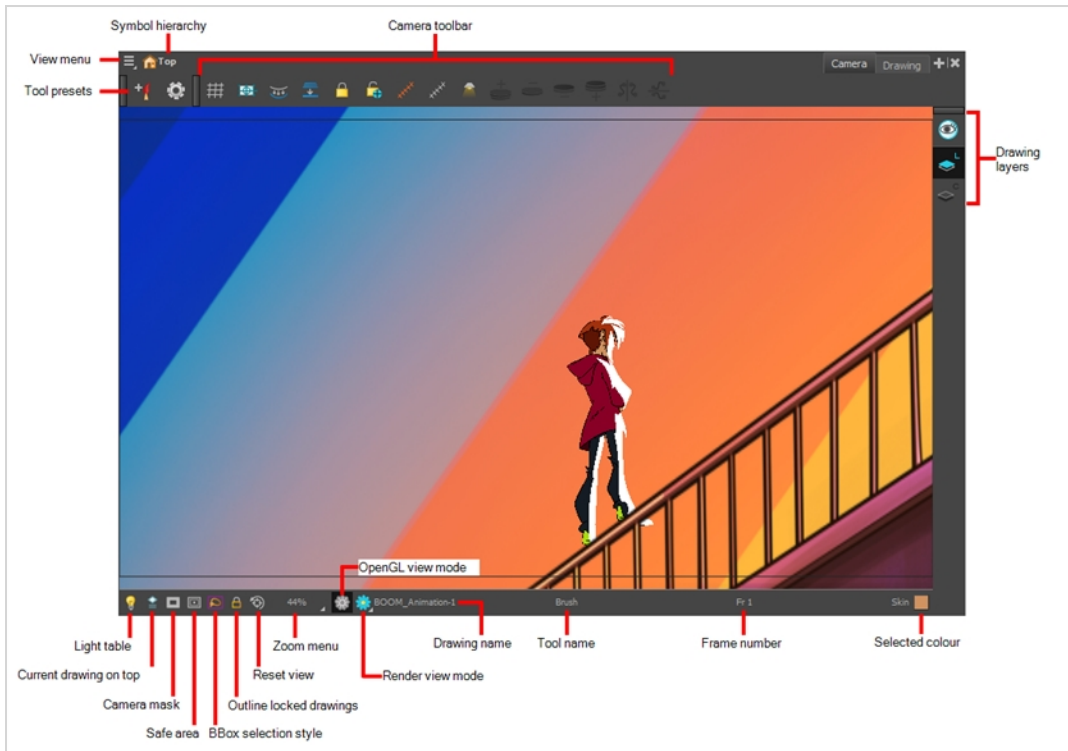 Symbol hierarchy
Camera toolbar
View menu
Top
Camera
Drawing
Tool presets
L
C
Drawing
layers
OpenGL view mode
44%
BOOM_Animation-1
Brush
Fr 1
Skin
Light table
Zoom menu
Drawing name
Tool name
Frame number
Selected colour
Current drawing on top
Reset view
Render view mode
Camera mask
Outline locked drawings
Safe area
BBox selection style